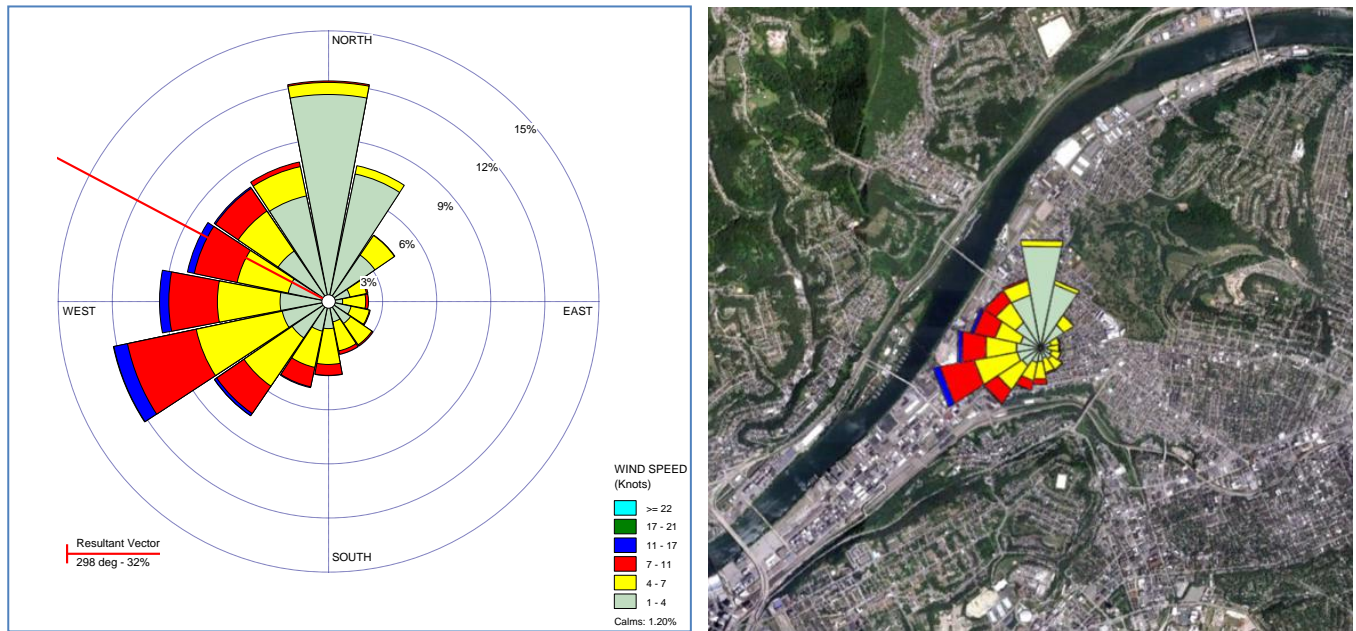 NORTH
15%
12%
9%
6%
3%
WEST
EAST
SOUTH
WIND SPEED
(Knots)
>= 22
17 - 21
11 - 17
7 - 11
4 - 7
1 - 4
Calms: 1.20%
Resultant Vector
298 deg - 32%